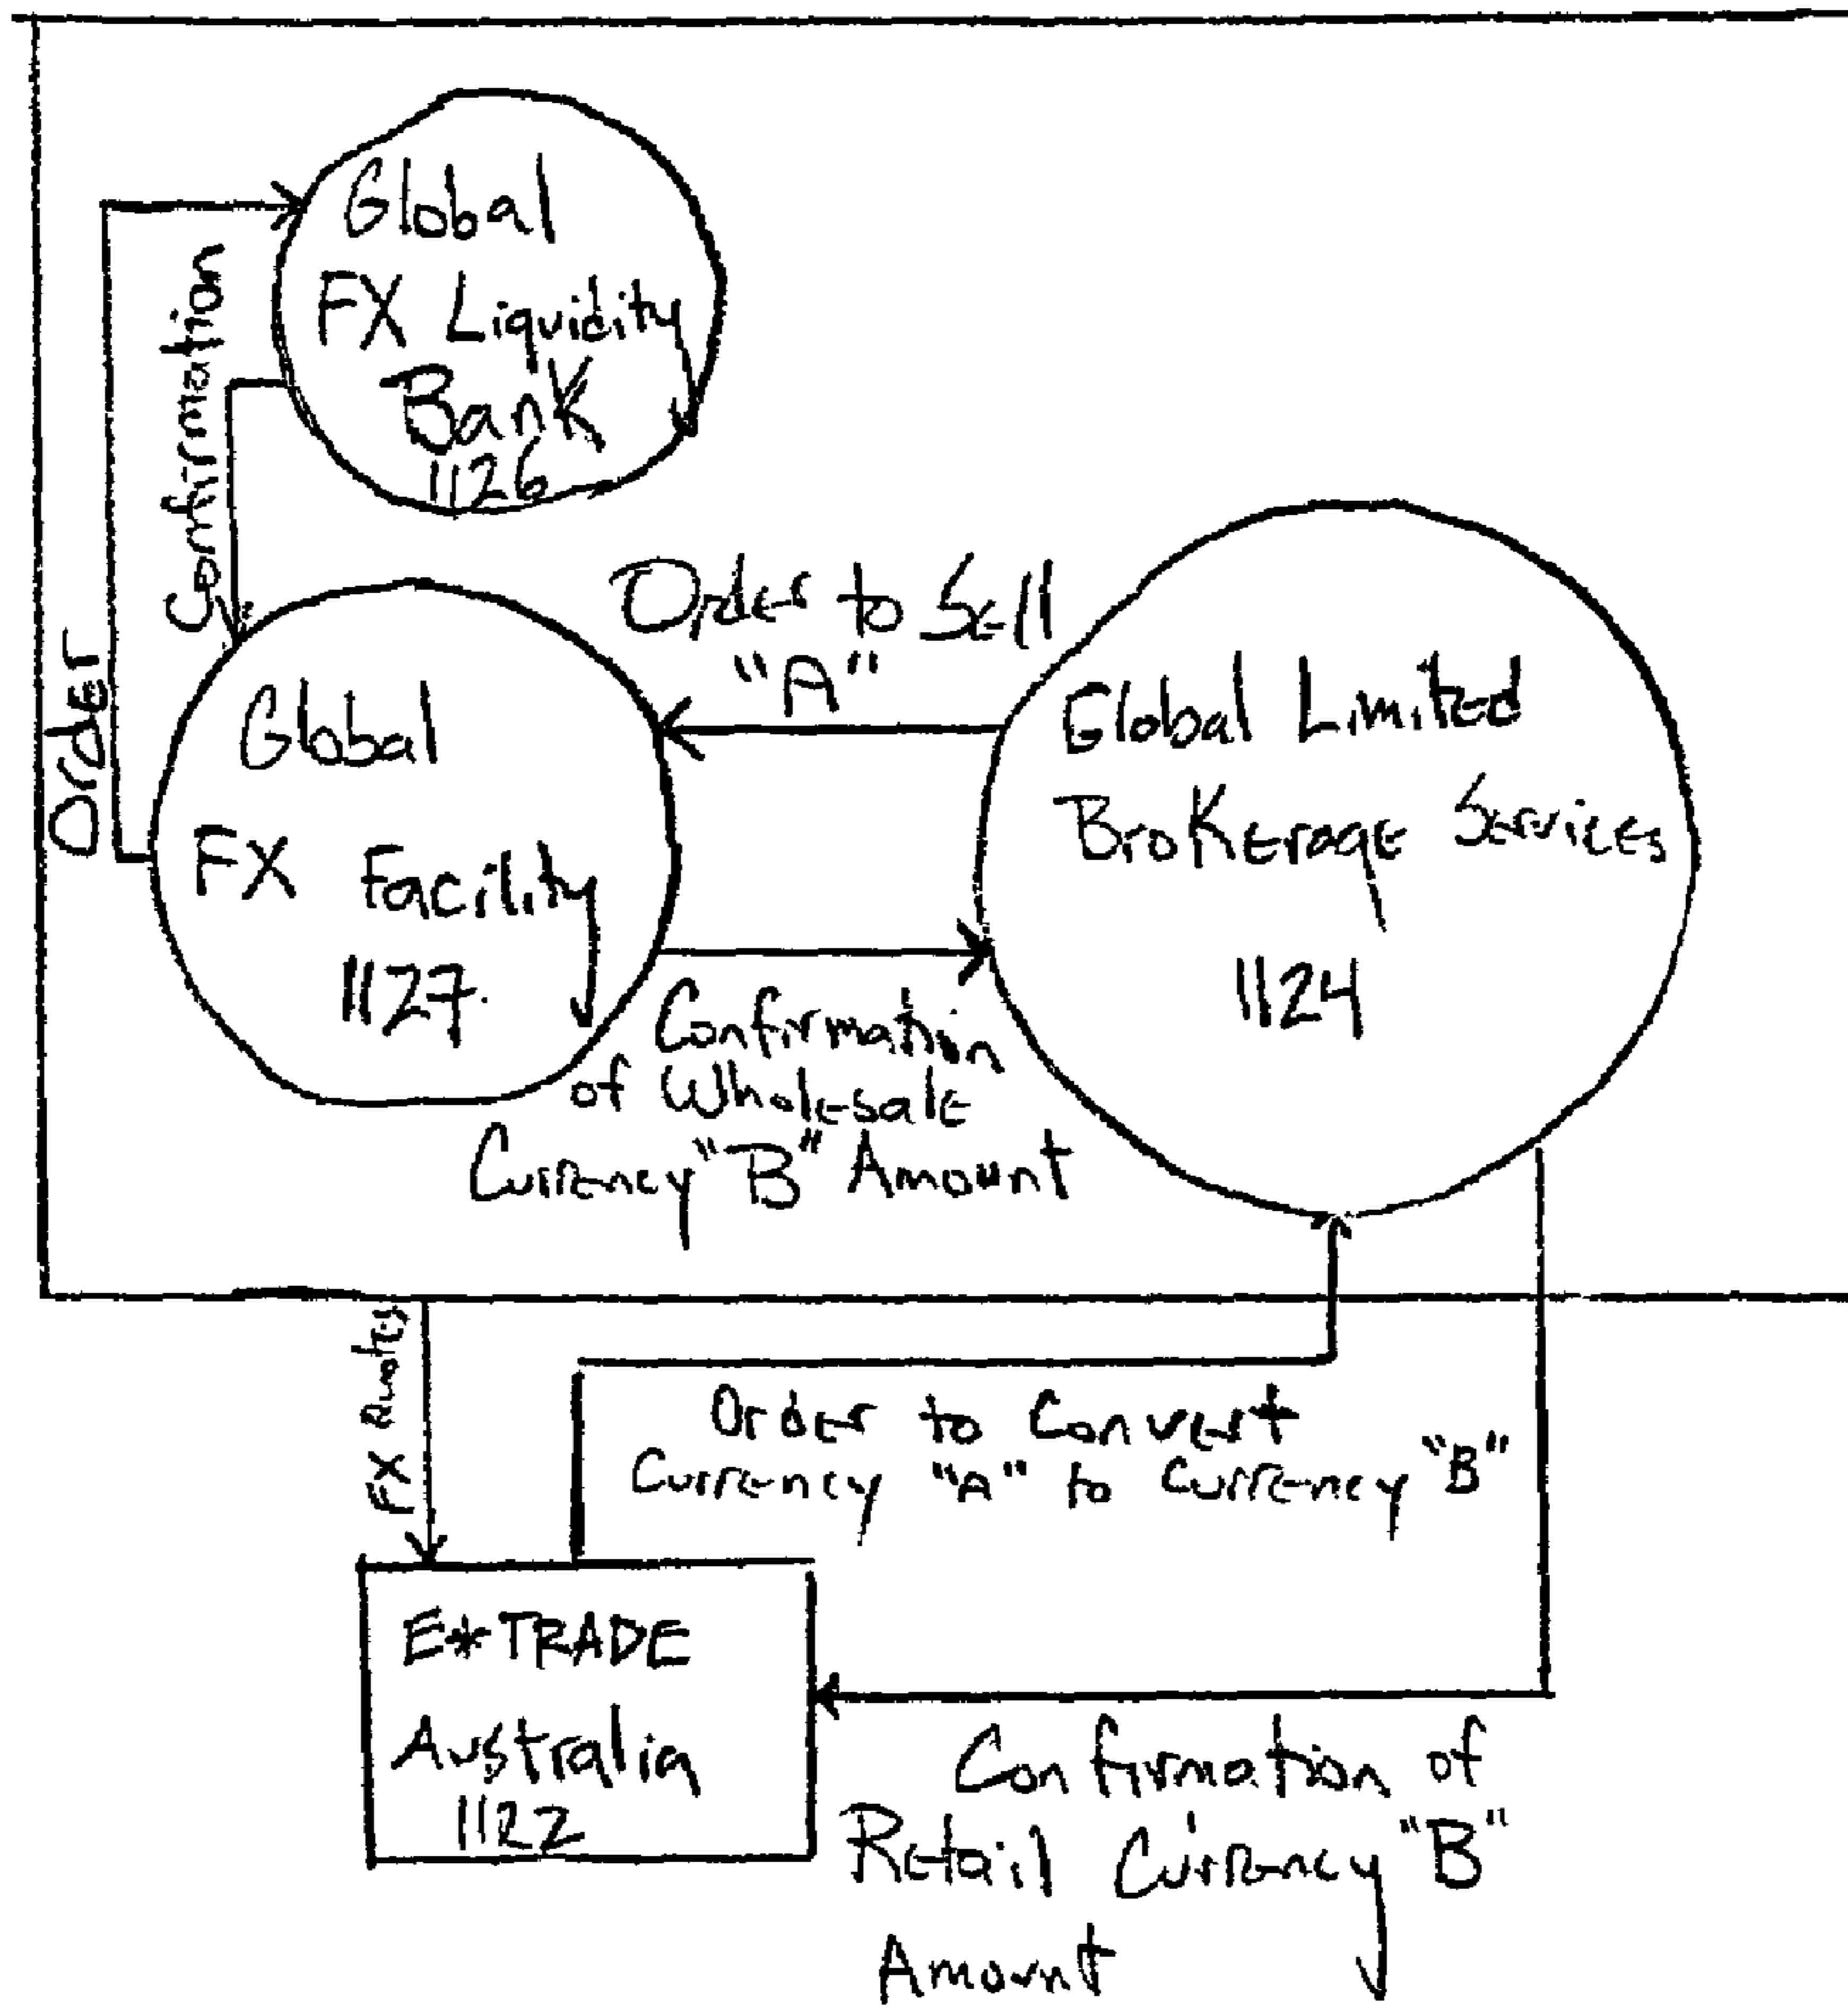 Global
FX Liquidity
Bank
1126
Confirmation
Order
Order to Sell
"A"
Global
FX Facility
1127
Global Limited
Brokerage Services
1124
Confirmation
of Wholesale
Currency "B" Amount
FX Quotes
Order to Convert
Currency "A" to Currency "B"
E*TRADE
Australia
1122
Confirmation of
Retail Currency "B"
Amount